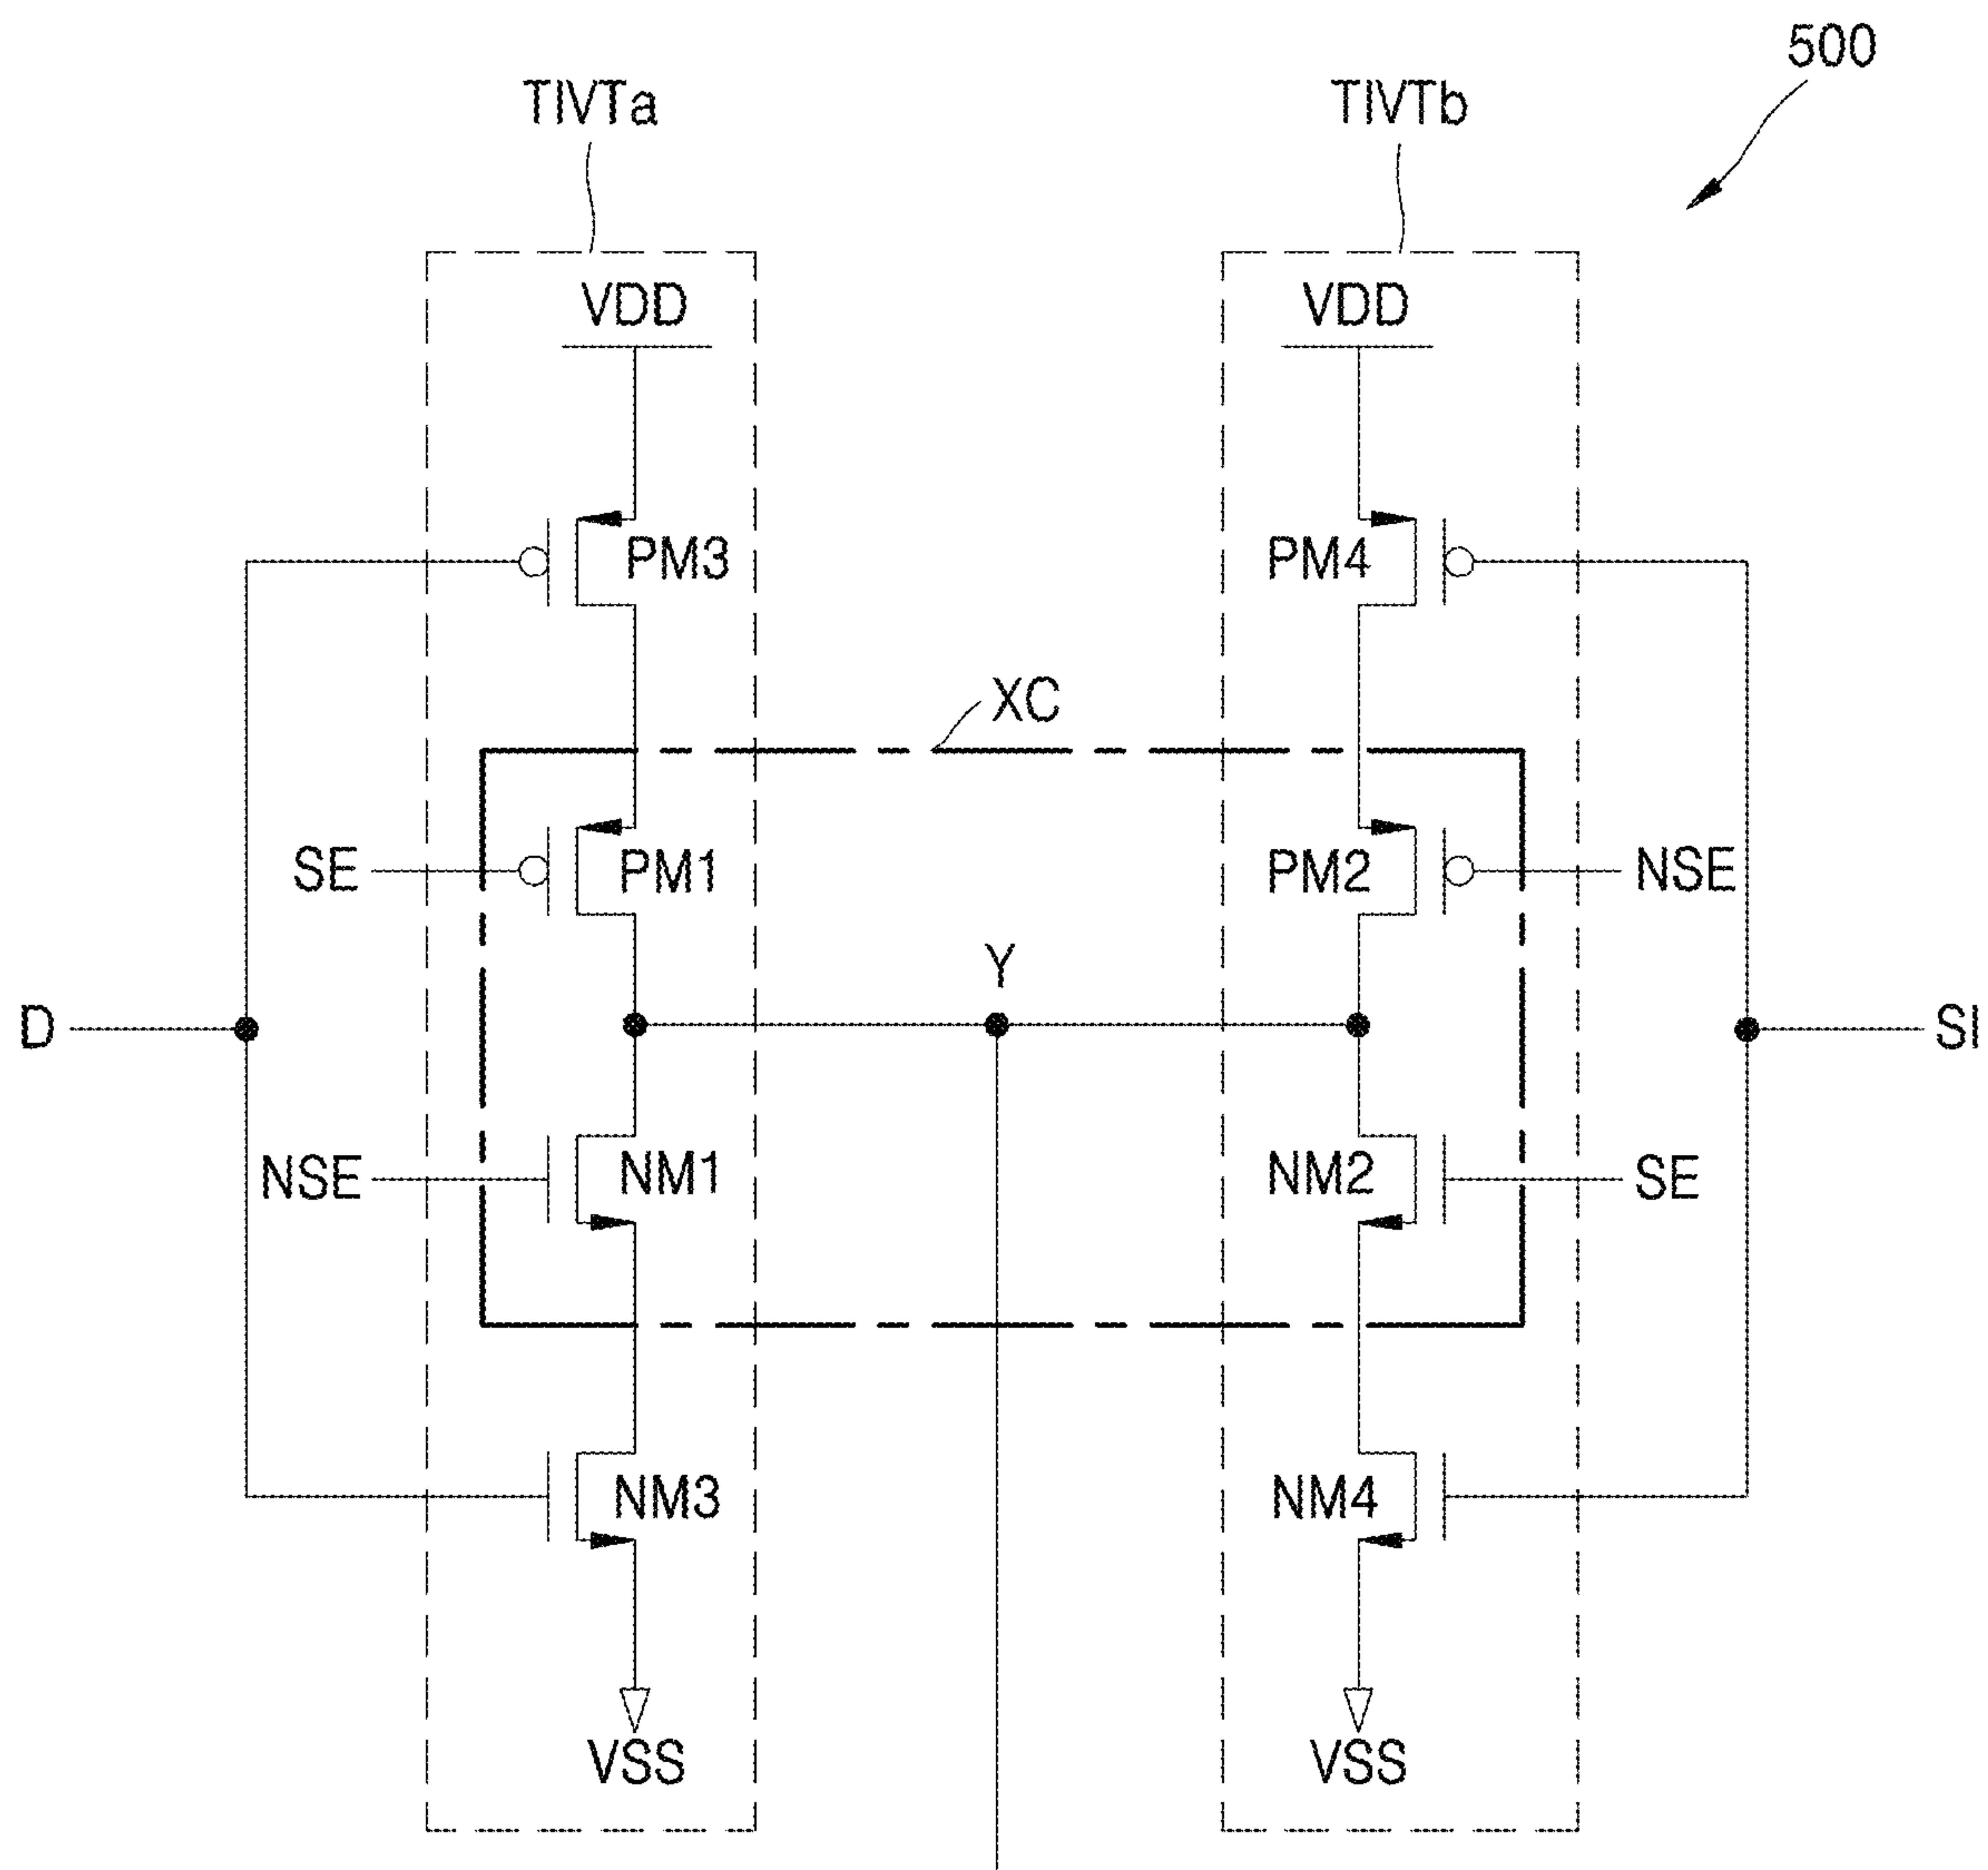 500
TIVTa
TIVTb
VDD
VDD
PM3
PM4
XC
SE
PM1
PM2
NSE
Y
D
SI
NSE
NM1
NM2
SE
NM3
NM4
VSS
VSS